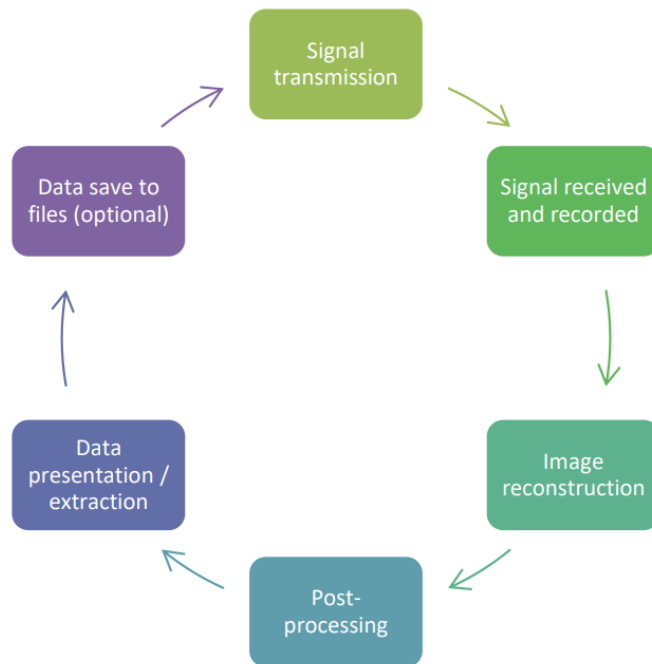 Signal
transmission
Signal received
and recorded
Image
reconstruction
Post-
processing
Data
presentation /
extraction
Data save to
files (optional)